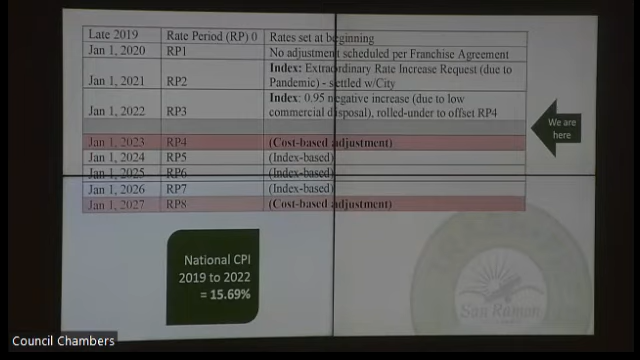 Late 2019 Rate Period (RP) 0 Rates set at beginning
Jan 1, 2020 RP1 No adjustment scheduled per Franchise Agreement
Jan 1, 2021 RP2 Index: Extraordinary Rate Increase Request (due to
Pandemic) - settled w/City
Jan 1, 2022 RP3 Index: 0.95 negative increase (due to low
commercial disposal), rolled-under to offset RP4
We are
here
Jan 1, 2023 RP4 (Cost-based adjustment)
Jan 1, 2024 RP5 (Index-based)
Jan 1, 2025 RP6 (Index-based)
Jan 1, 2026 RP7 (Index-based)
Jan 1, 2027 RP8 (Cost-based adjustment)
National CPI
2019 to 2022
= 15.69%
San Ramon
Council Chambers